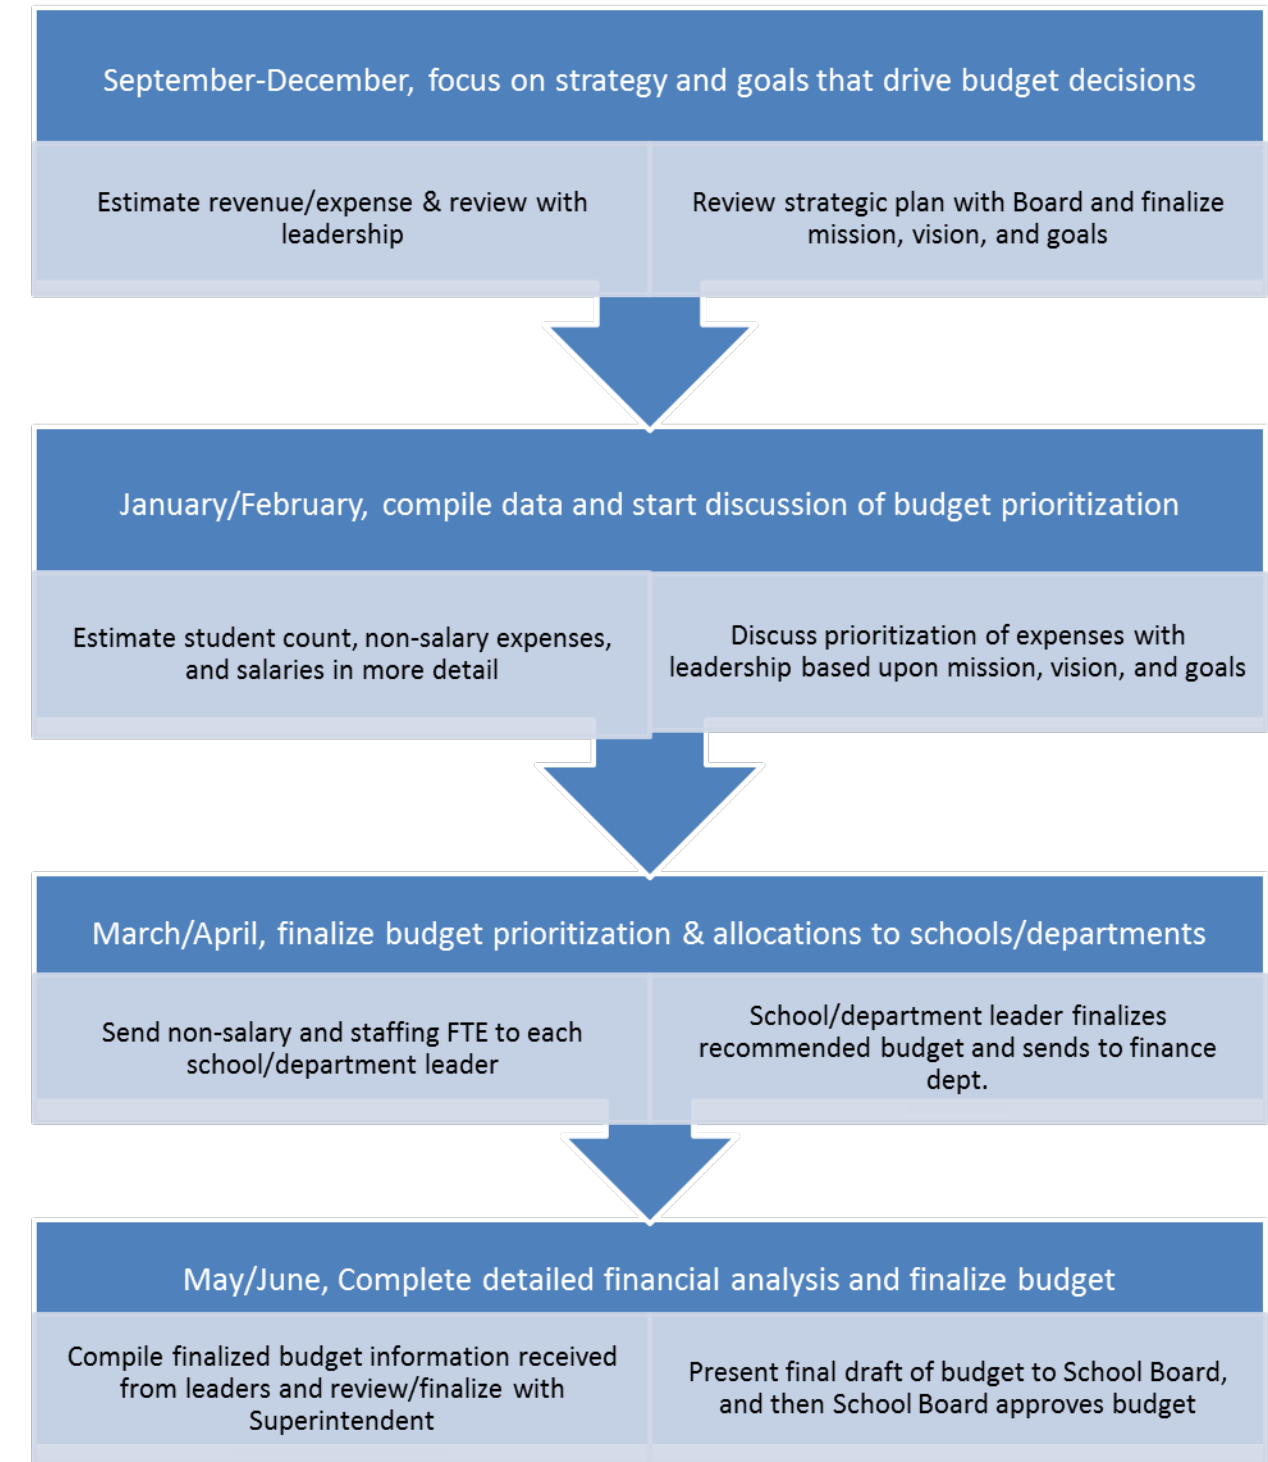 September-December, focus on strategy and goals that drive budget decisions
Estimate revenue/expense & review with
leadership
Review strategic plan with Board and finalize
mission, vision, and goals
January/February, compile data and start discussion of budget prioritization
Estimate student count, non-salary expenses,
and salaries in more detail
Discuss prioritization of expenses with
leadership based upon mission, vision, and goals
March/April, finalize budget prioritization & allocations to schools/departments
Send non-salary and staffing FTE to each
school/department leader
School/department leader finalizes
recommended budget and sends to finance
dept.
May/June, Complete detailed financial analysis and finalize budget
Compile finalized budget information received
from leaders and review/finalize with
Superintendent
Present final draft of budget to School Board,
and then School Board approves budget